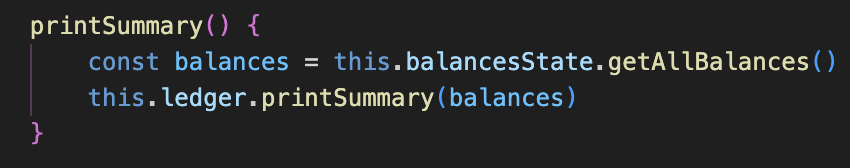 printSummary() {
    const balances = this.balancesState.getAllBalances()
    this.ledger.printSummary(balances)
}